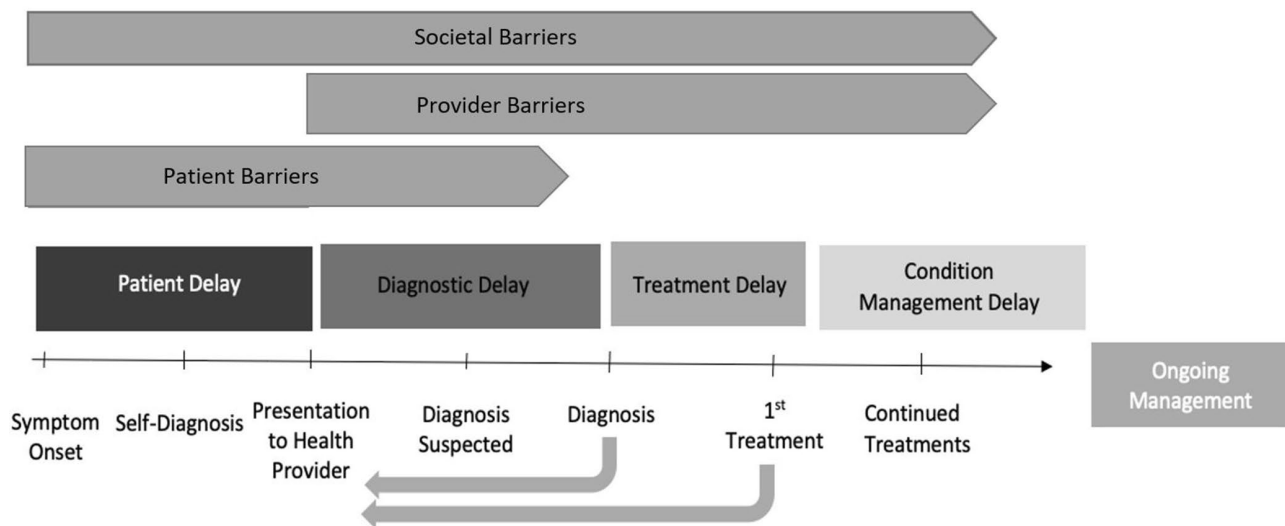 Societal Barriers
Provider Barriers
Patient Barriers
Patient Delay
Diagnostic Delay
Treatment Delay
Condition
Management Delay
Symptom
Onset
Self-Diagnosis
Presentation
to Health
Provider
Diagnosis
Suspected
Diagnosis
1st
Treatment
Continued
Treatments
Ongoing
Management